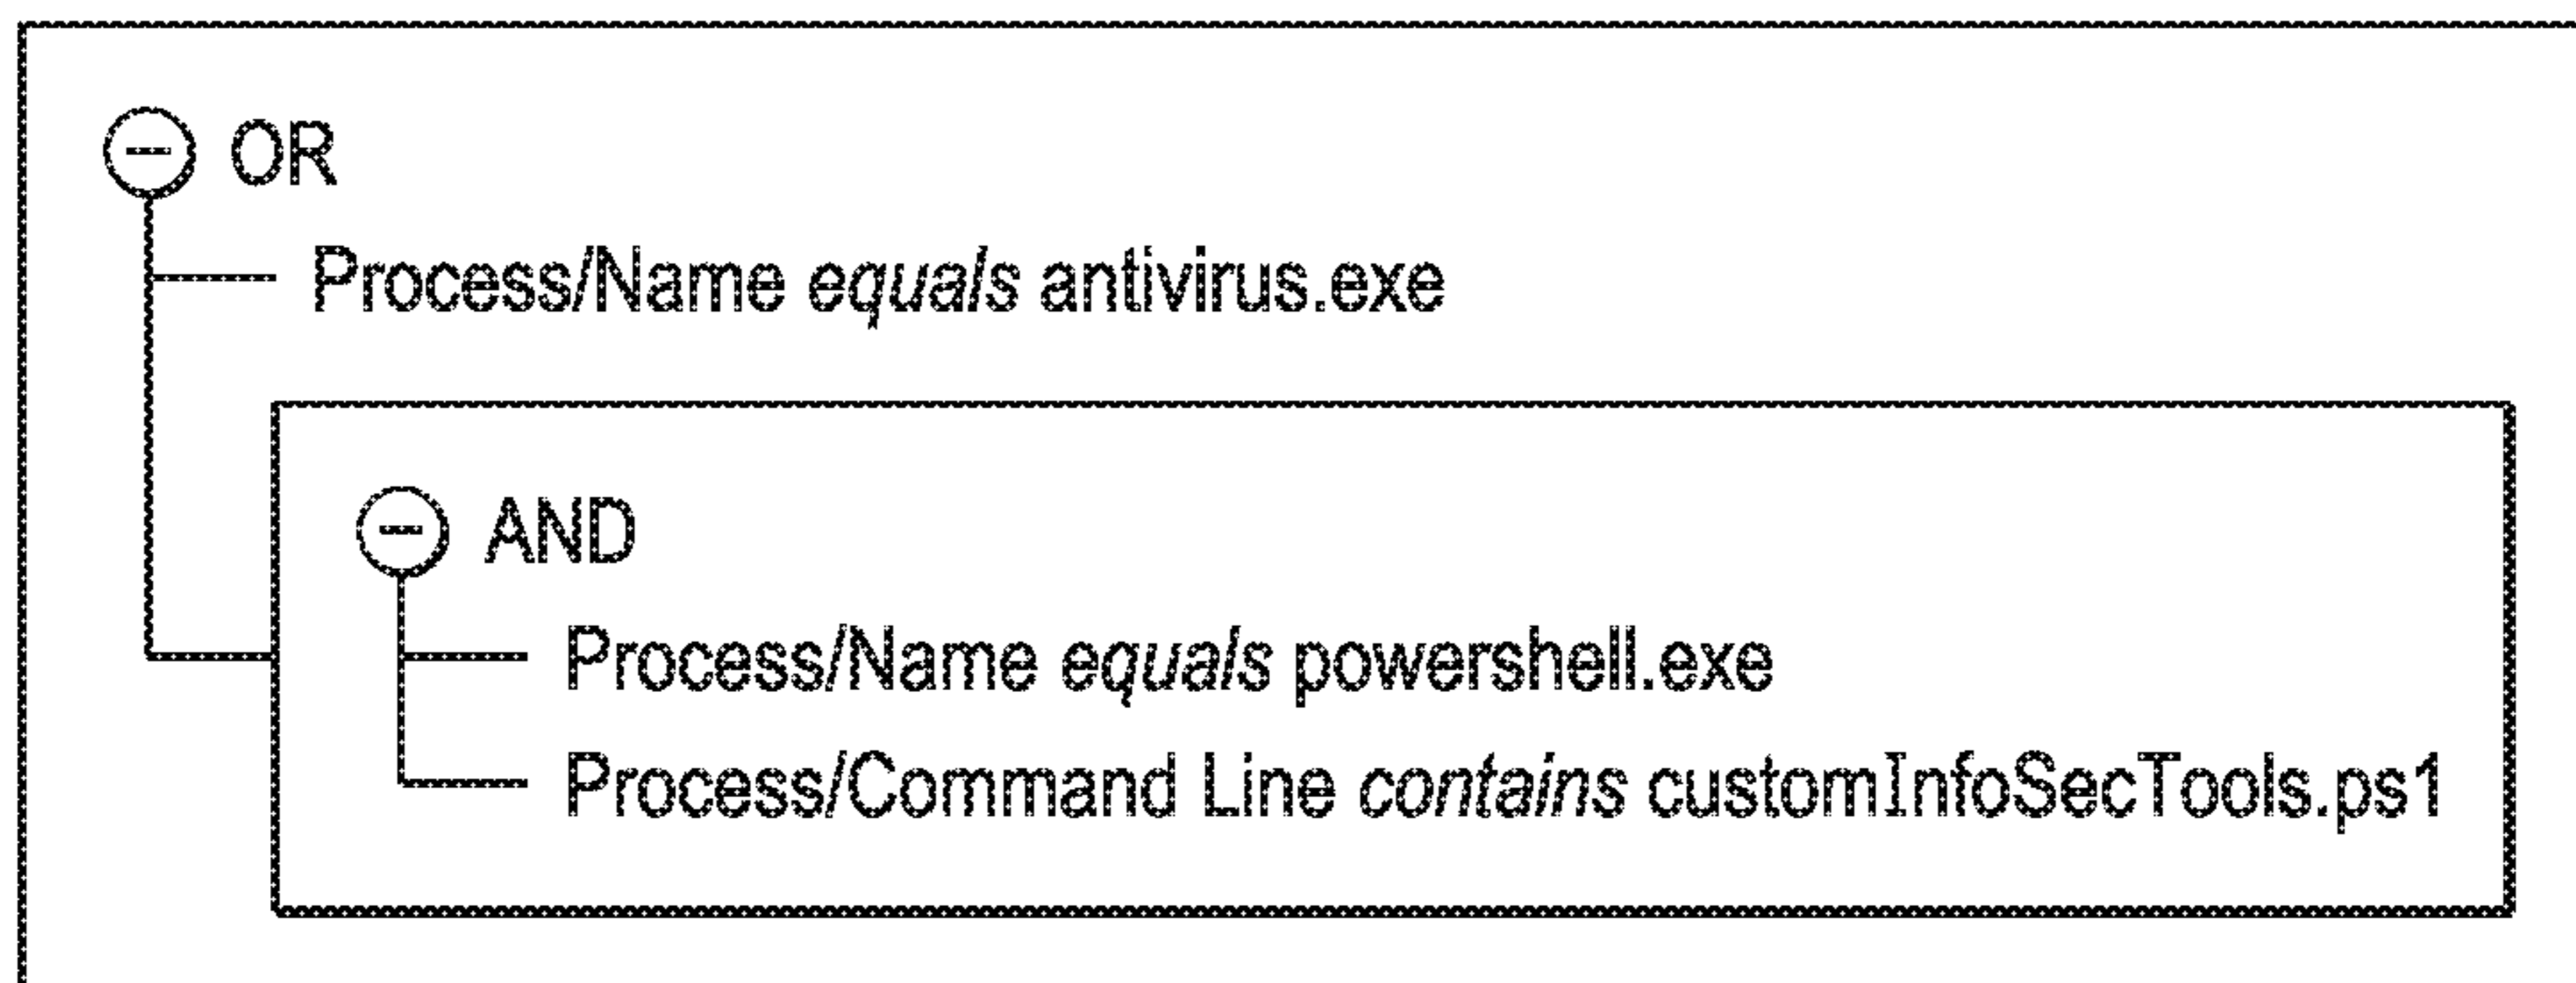 OR
Process/Name equals antivirus.exe
AND
Process/Name equals powershell.exe
Process/Command Line contains customInfoSecTools.ps1